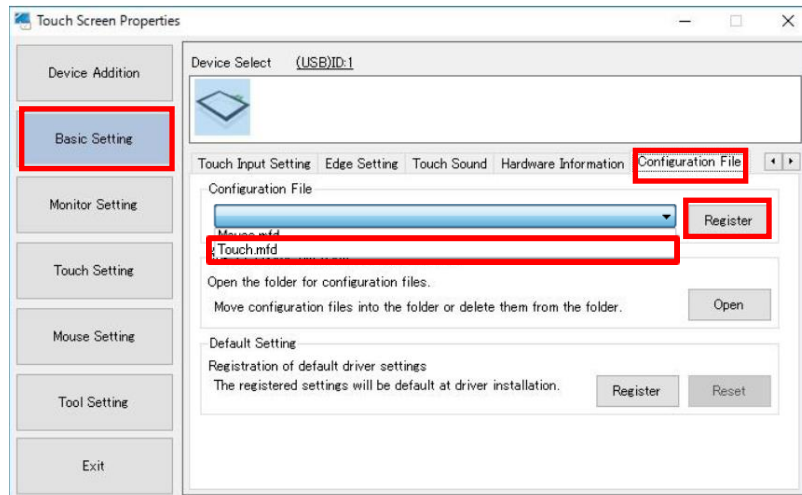 Touch Screen Properties
Device Addition
Basic Setting
Monitor Setting
Touch Setting
Mouse Setting
Tool Setting
Exit
Device Select (USB)ID:1
Touch Input Setting Edge Setting Touch Sound Hardware Information Configuration File
Configuration File
Register
Mouse.mfd
Touch.mfd
Open the folder for configuration files.
Move configuration files into the folder or delete them from the folder.
Open
Default Setting
Registration of default driver settings
The registered settings will be default at driver installation.
Register Reset